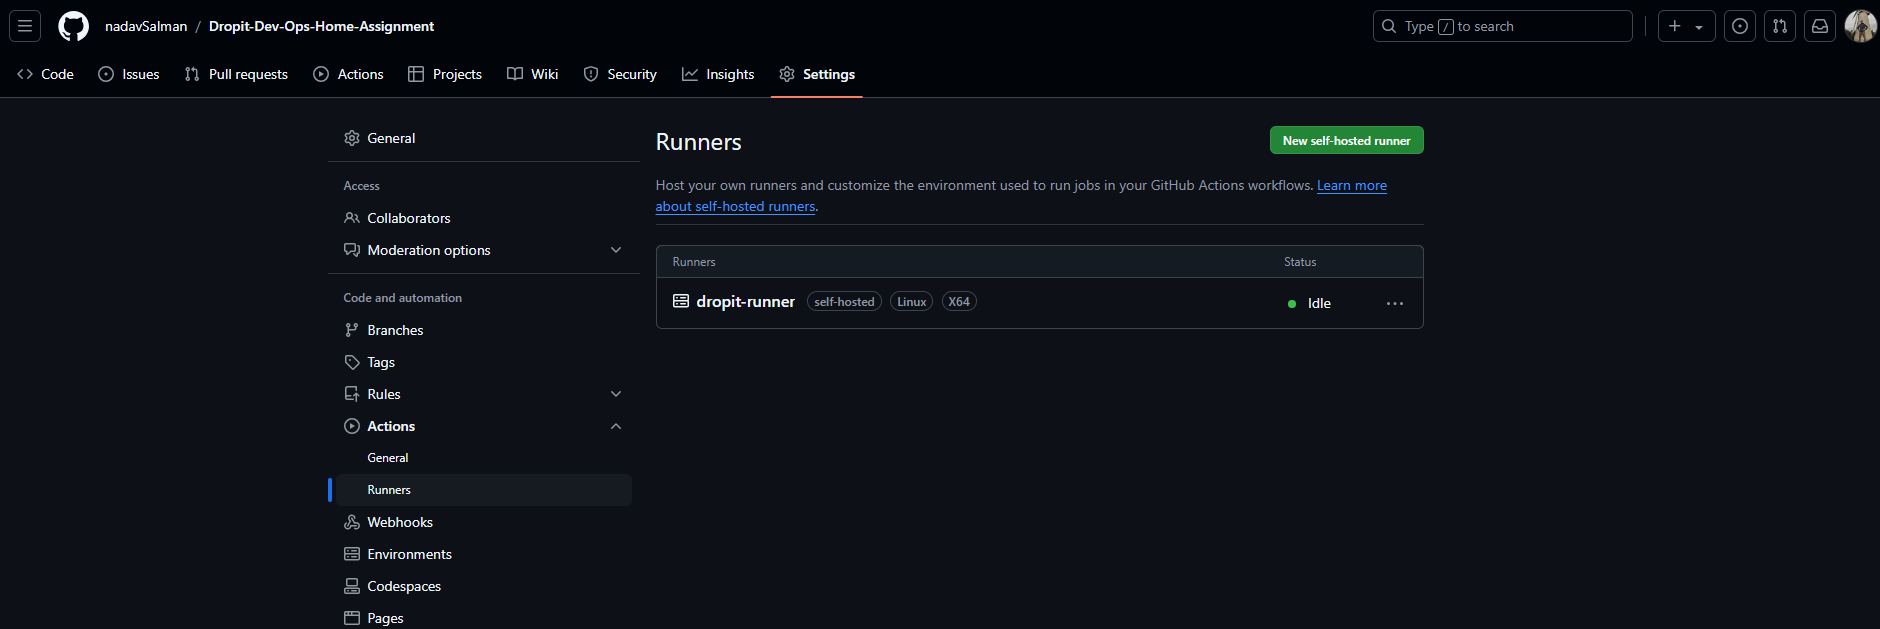 nadavSalman / Dropit-Dev-Ops-Home-Assignment
Type / to search
Code Issues Pull requests Actions Projects Wiki Security Insights Settings
General
Access
Collaborators
Moderation options
Code and automation
Branches
Tags
Rules
Actions
General
Runners
Webhooks
Environments
Codespaces
Pages
Runners
New self-hosted runner
Host your own runners and customize the environment used to run jobs in your GitHub Actions workflows. Learn more
about self-hosted runners.
Runners Status
dropit-runner self-hosted Linux X64 Idle